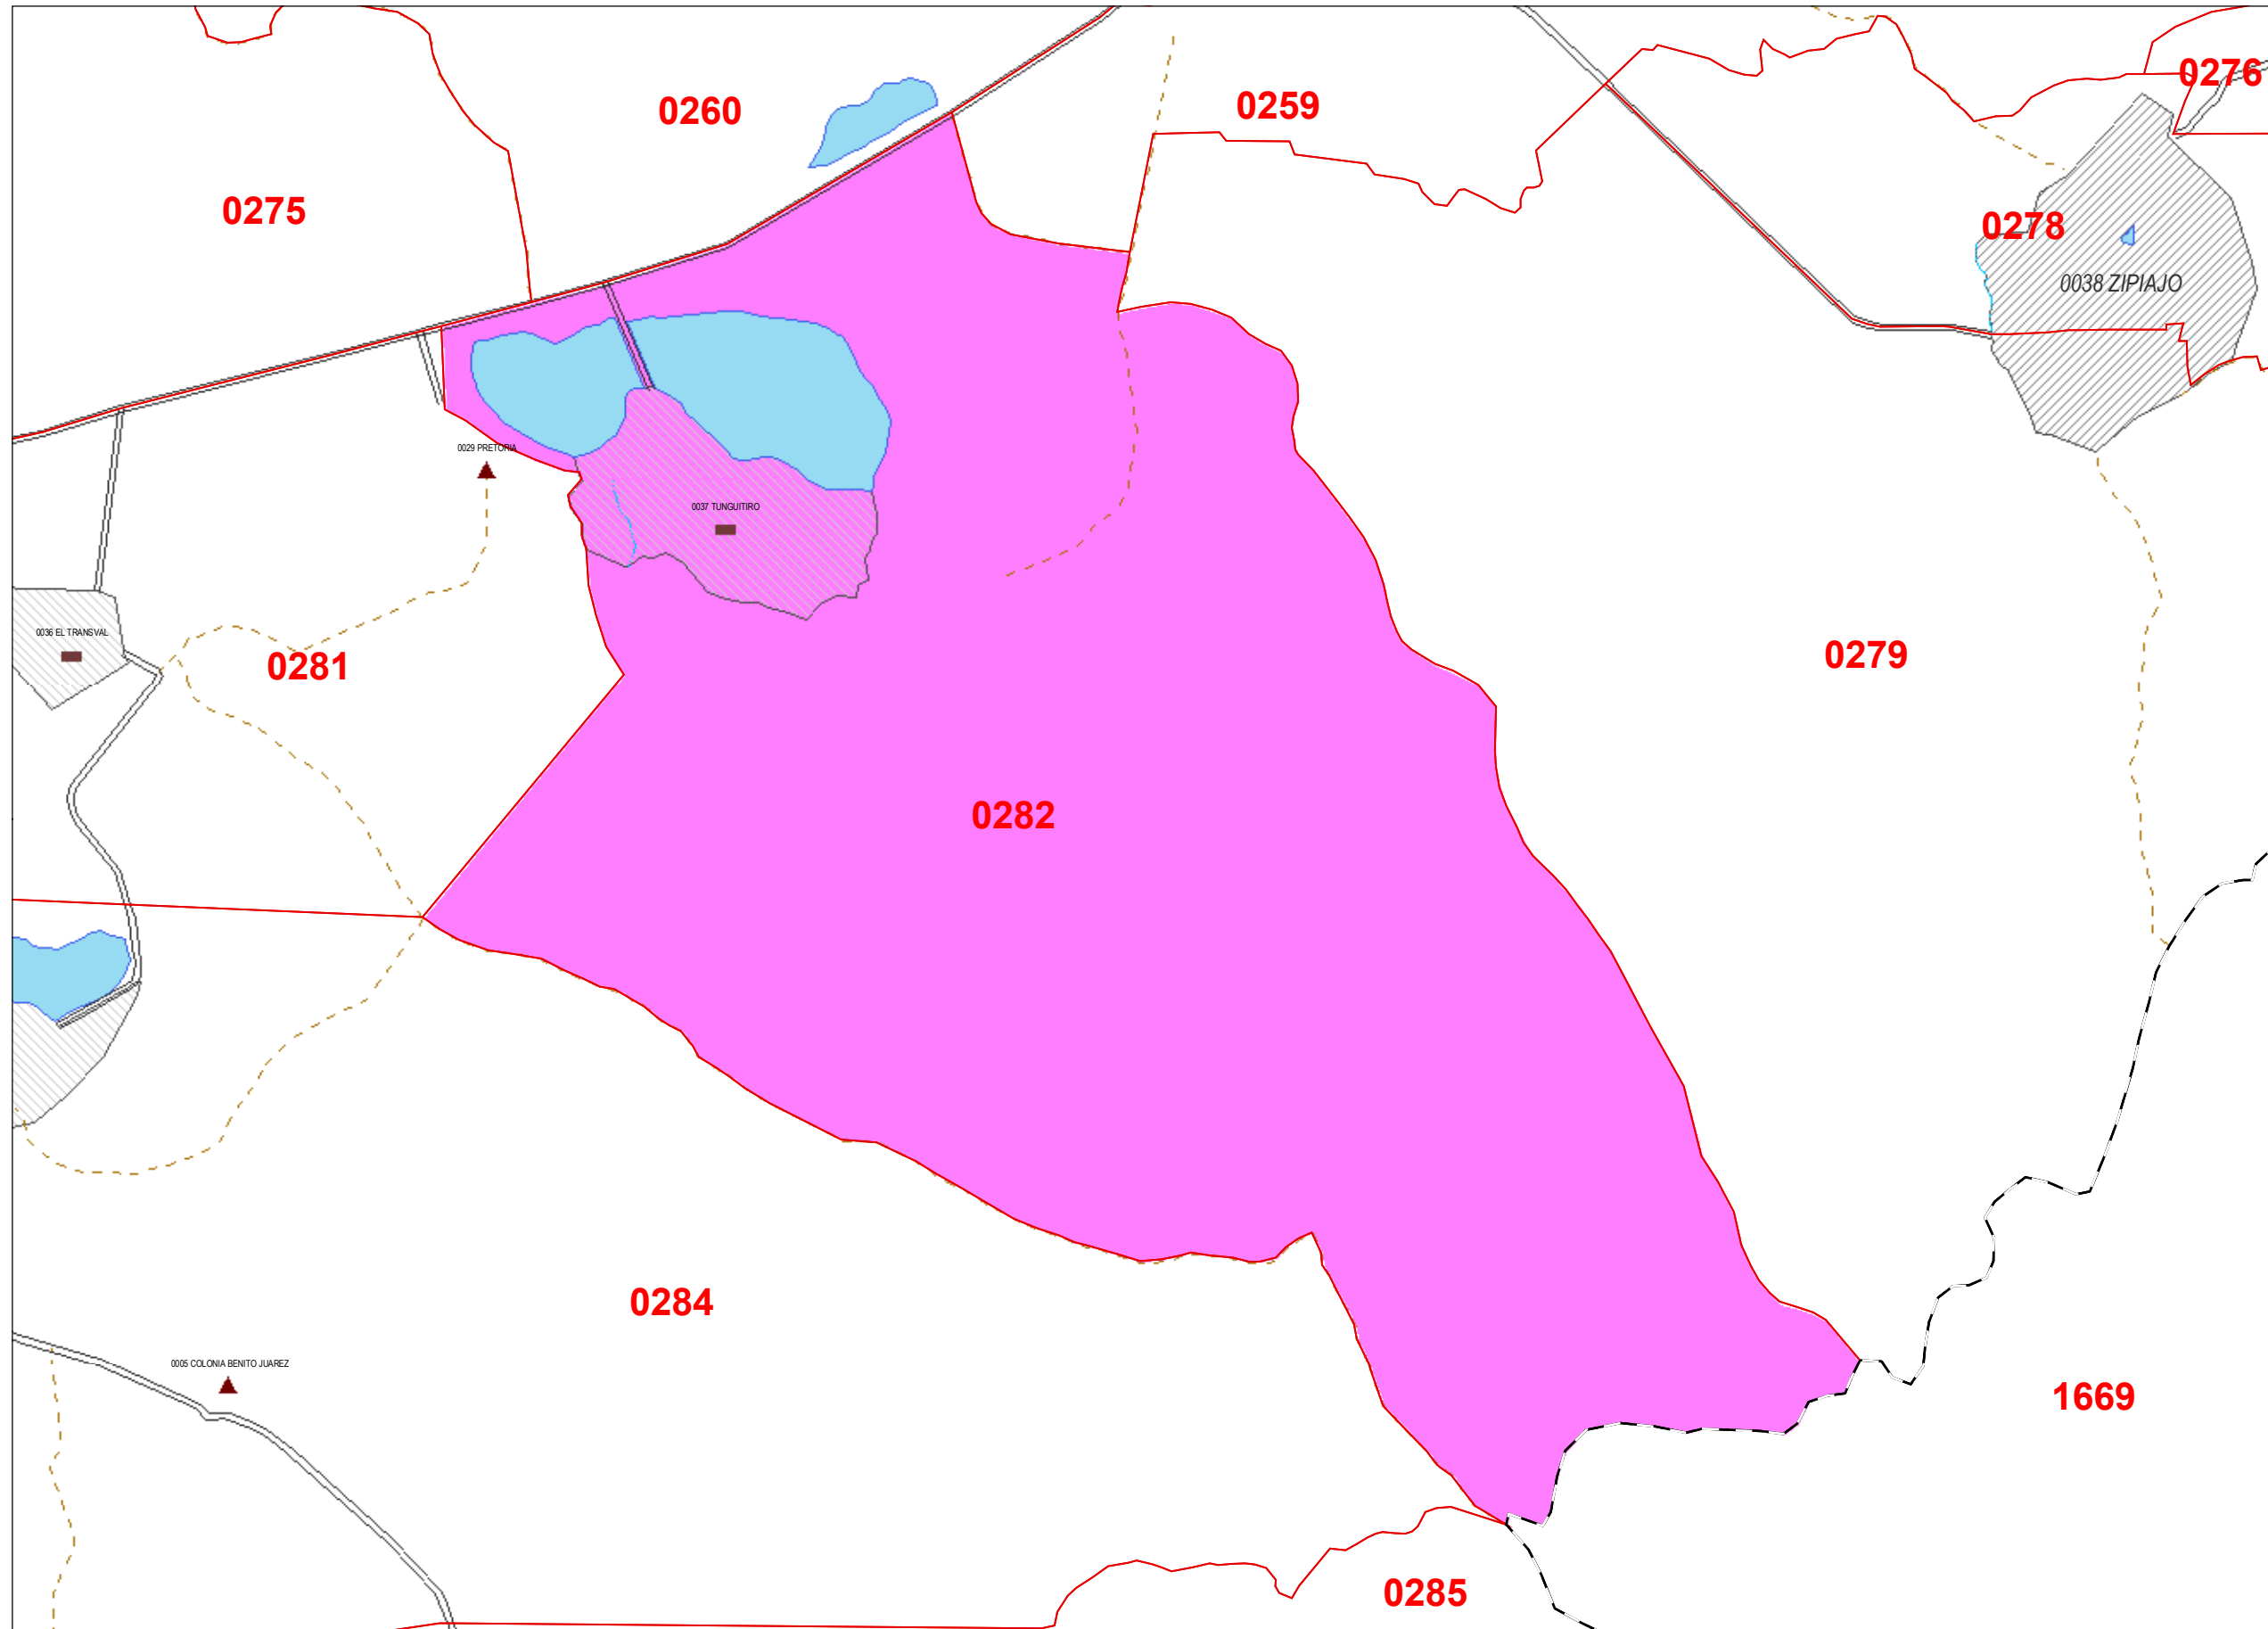 0276
0260
0259
0275
0278
0038 ZIPIAJO
0029 PRETORIA
0037 TUNGUITIRO
0036 EL TRANSVAL
0281
0279
0282
0284
0005 COLONIA BENITO JUAREZ
1669
0285